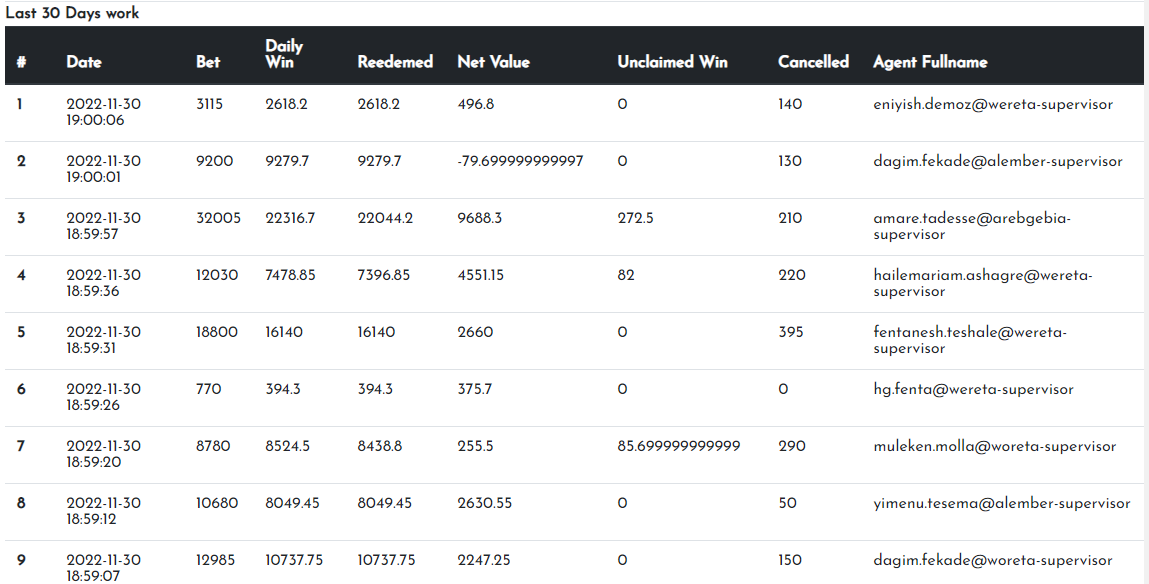 Last 30 Days work
# Date Bet Daily Win Reedemed Net Value Unclaimed Win Cancelled Agent Fullname
1 2022-11-30 19:00:06 3115 2618.2 2618.2 496.8 0 140 eniyish.demoz@wereta-supervisor
2 2022-11-30 19:00:01 9200 9279.7 9279.7 -79.699999999997 0 130 dagim.fekade@alember-supervisor
3 2022-11-30 18:59:57 32005 22316.7 22044.2 9688.3 272.5 210 amare.tadesse@arebgebia-supervisor
4 2022-11-30 18:59:36 12030 7478.85 7396.85 4551.15 82 220 hailemariam.ashagre@wereta-supervisor
5 2022-11-30 18:59:31 18800 16140 16140 2660 0 395 fentanesh.teshale@wereta-supervisor
6 2022-11-30 18:59:26 770 394.3 394.3 375.7 0 0 hg.fenta@wereta-supervisor
7 2022-11-30 18:59:20 8780 8524.5 8438.8 255.5 85.699999999999 290 muleken.molla@woreta-supervisor
8 2022-11-30 18:59:12 10680 8049.45 8049.45 2630.55 0 50 yimenu.tesema@alember-supervisor
9 2022-11-30 18:59:07 12985 10737.75 10737.75 2247.25 0 150 dagim.fekade@woreta-supervisor